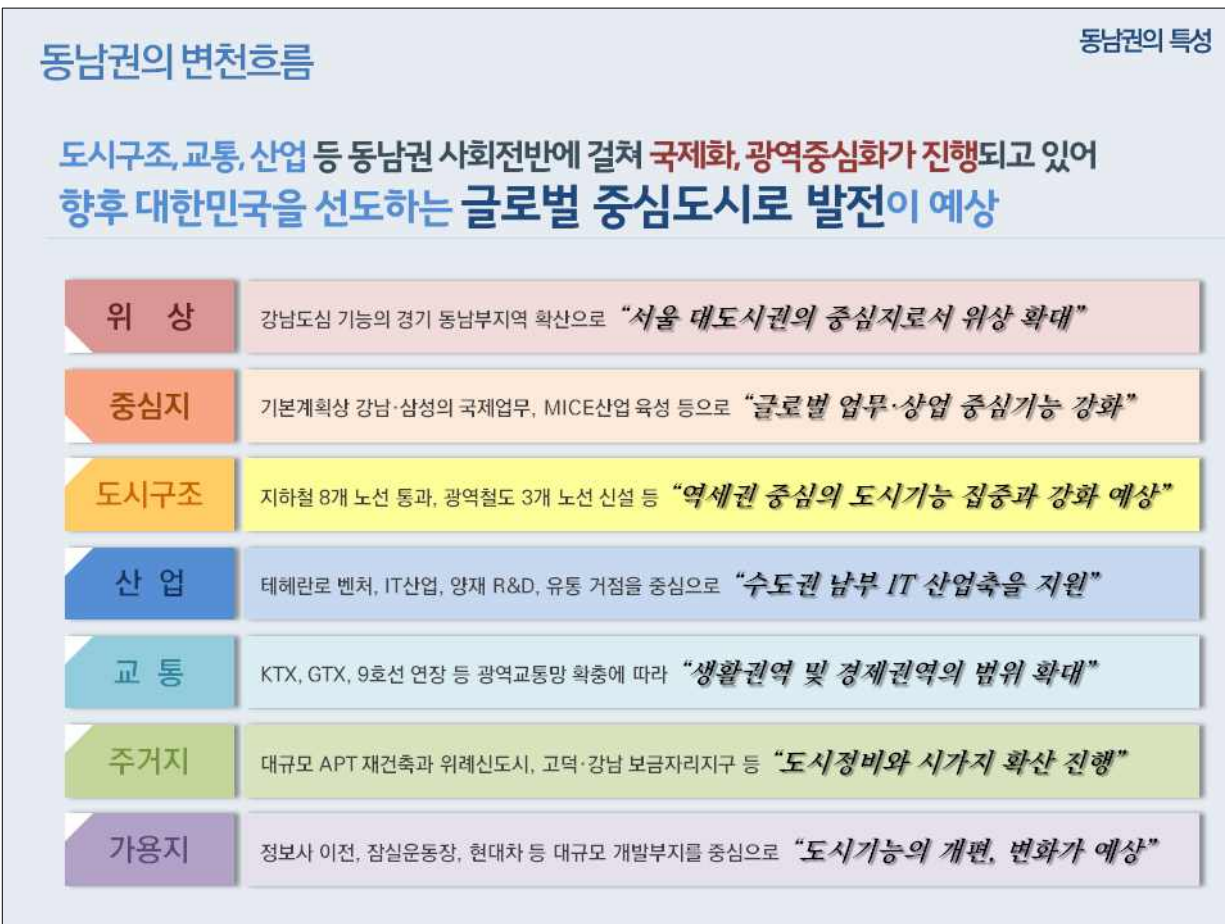 동남권의 특성
동남권의 변천흐름
도시구조, 교통, 산업 등 동남권 사회전반에 걸쳐 국제화, 광역중심화가 진행되고 있어
향후 대한민국을 선도하는 글로벌 중심도시로 발전이 예상
위 상 강남도심 기능의 경기 동남부지역 확산으로 “서울 대도시권의 중심지로서 위상 확대”
중심지 기본계획상 강남·삼성의 국제업무, MICE산업 육성 등으로 “글로벌 업무·상업 중심기능 강화”
도시구조 지하철 8개 노선 통과, 광역철도 3개 노선 신설 등 “역세권 중심의 도시기능 집중과 강화 예상”
산 업 테헤란로 벤처, IT산업, 양재 R&D, 유통 거점을 중심으로 “수도권 남부 IT 산업축을 지원”
교 통 KTX, GTX, 9호선 연장 등 광역교통망 확충에 따라 “생활권역 및 경제권역의 범위 확대”
주거지 대규모 APT 재건축과 위례신도시, 고덕·강남 보금자리지구 등 “도시정비와 시가지 확산 진행”
가용지 정보사 이전, 잠실운동장, 현대차 등 대규모 개발부지를 중심으로 “도시기능의 개편, 변화가 예상”